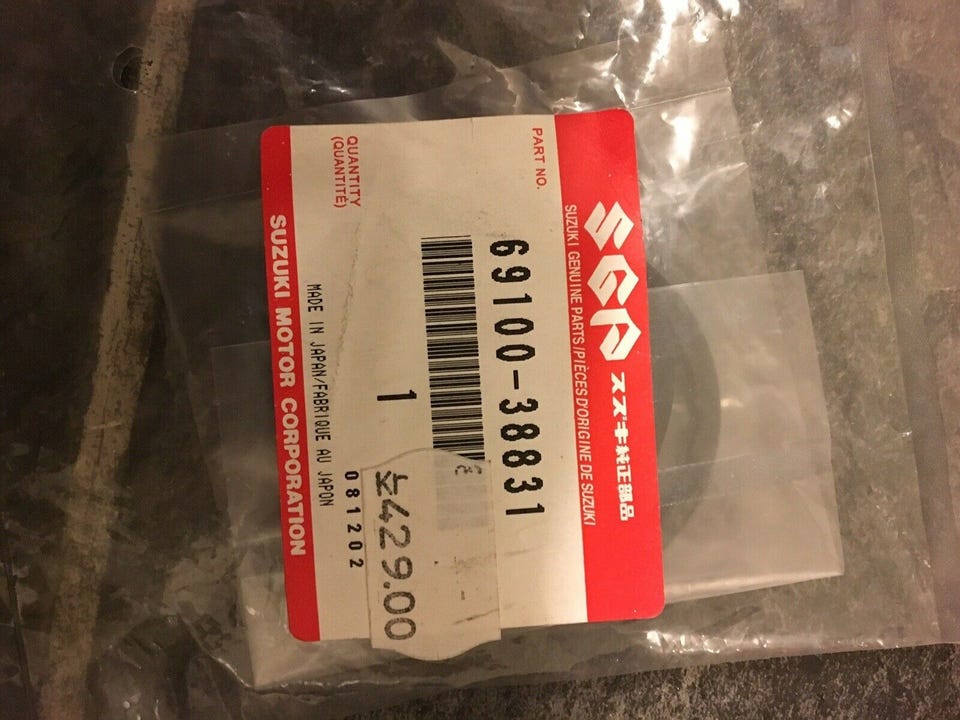 SGP スズキ純正部品
SUZUKI GENUINE PARTS/PIÈCES D'ORIGINE DE SUZUKI
PART NO.
69100-38831
QUANTITY
(QUANTITÉ)
1
429.00
081202
MADE IN JAPAN/FABRIQUE AU JAPON
SUZUKI MOTOR CORPORATION